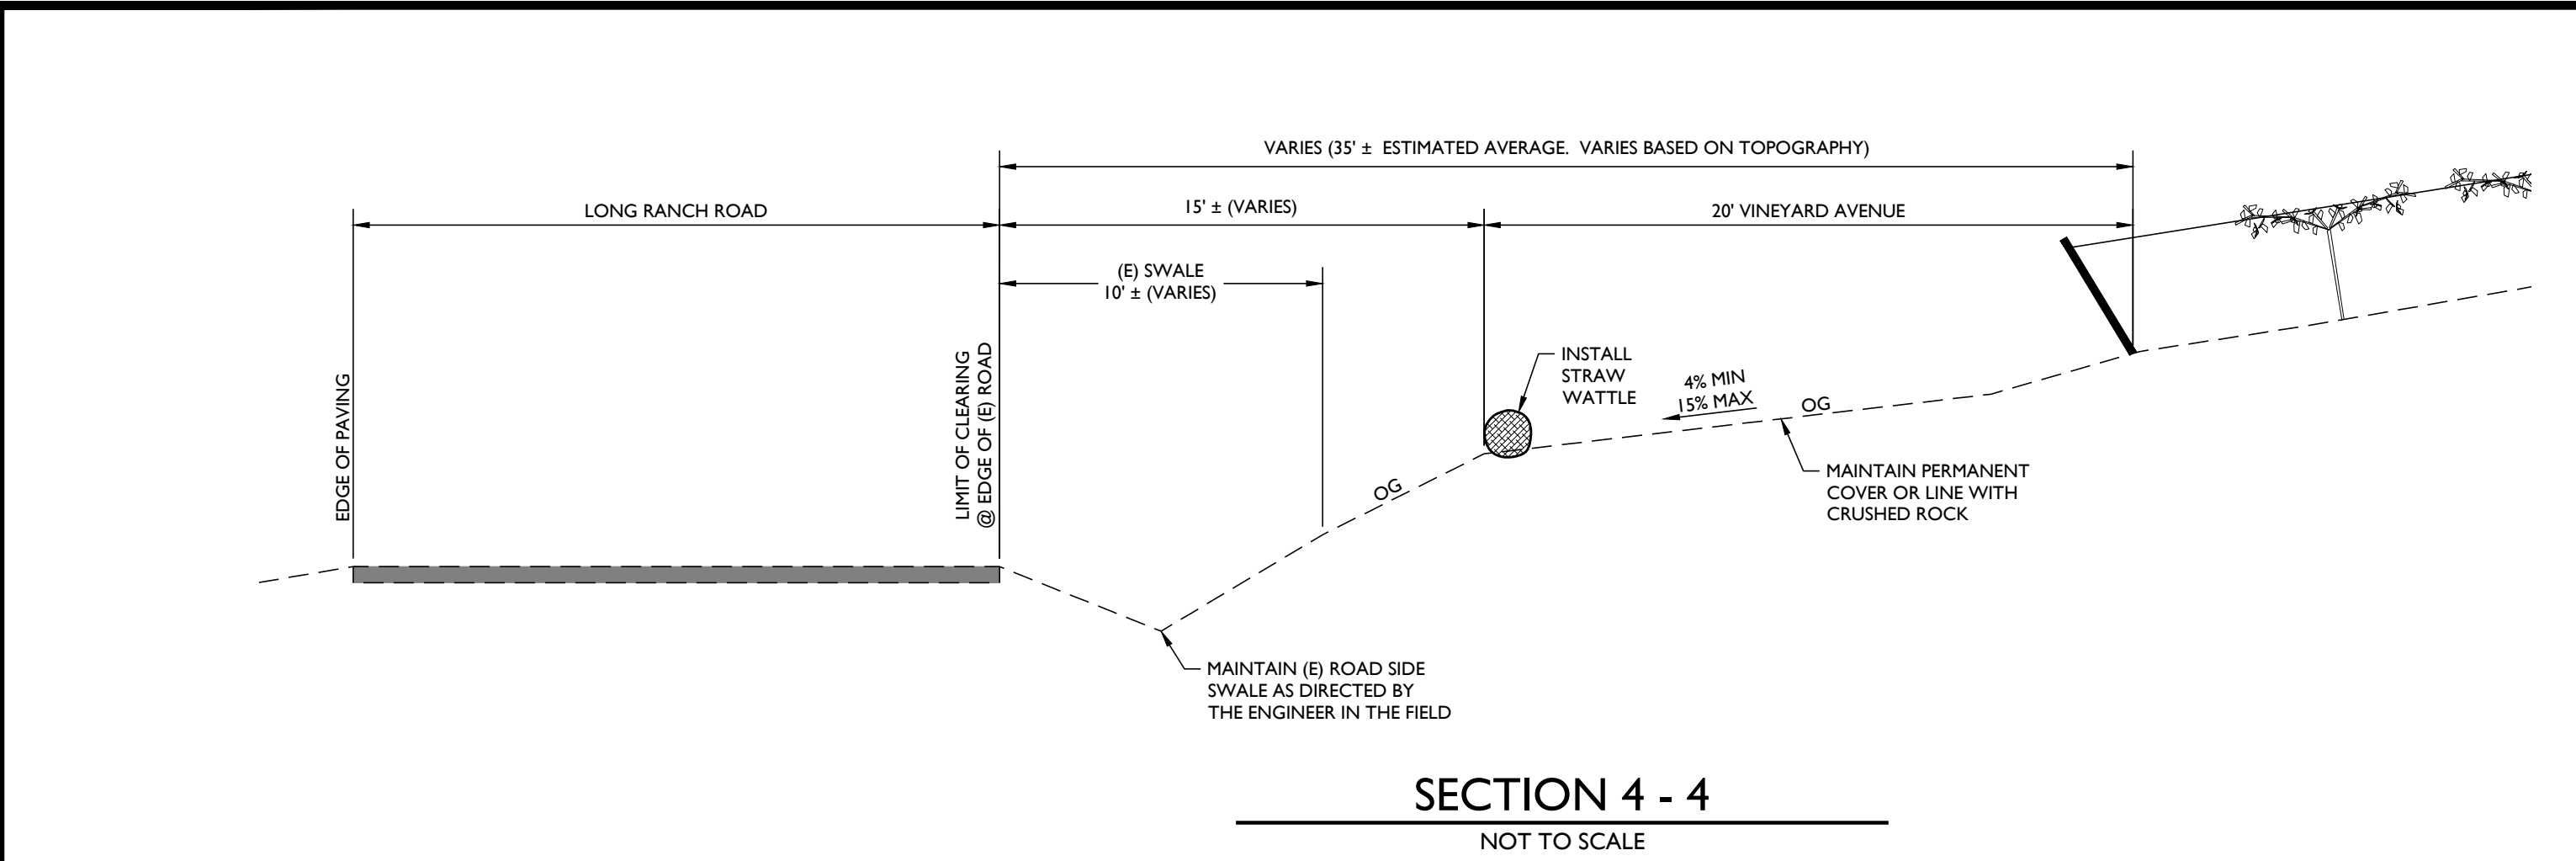 VARIES (35' ± ESTIMATED AVERAGE. VARIES BASED ON TOPOGRAPHY)
LONG RANCH ROAD
15' ± (VARIES)
20' VINEYARD AVENUE
(E) SWALE
10' ± (VARIES)
EDGE OF PAVING
LIMIT OF CLEARING
@ EDGE OF (E) ROAD
INSTALL
STRAW
WATTLE
4% MIN
15% MAX
OG
OG
MAINTAIN PERMANENT
COVER OR LINE WITH
CRUSHED ROCK
MAINTAIN (E) ROAD SIDE
SWALE AS DIRECTED BY
THE ENGINEER IN THE FIELD
SECTION 4 - 4
NOT TO SCALE